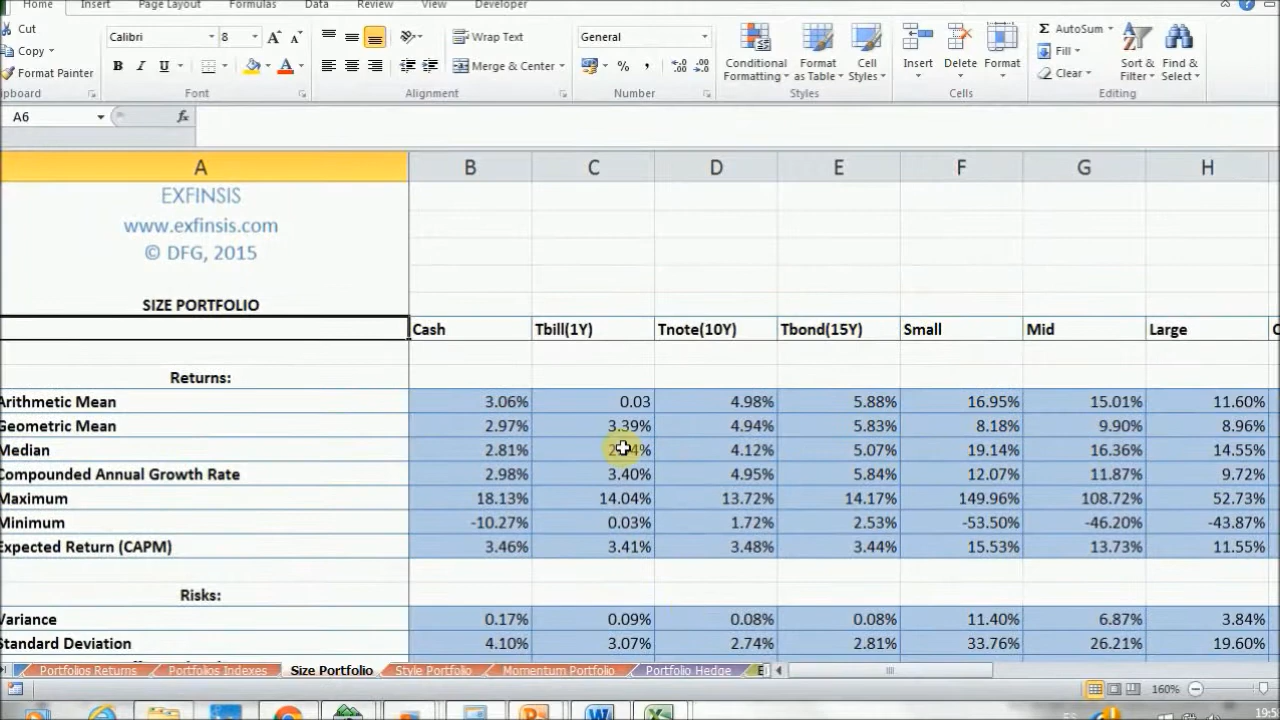 Home Insert Page Layout Formulas Data Review View Developer
Cut
Copy
Format Painter
Calibri 8
B I U
Wrap Text
Merge & Center
General
Conditional Formatting
Format as Table
Cell Styles
Insert Delete Format
AutoSum
Fill
Clear
Sort & Filter
Find & Select
Font Alignment Number Styles Cells Editing
A6 fx
A B C D E F G H
EXFINSIS
www.exfinsis.com
© DFG, 2015
SIZE PORTFOLIO
Cash Tbill(1Y) Tnote(10Y) Tbond(15Y) Small Mid Large
Returns:
Arithmetic Mean 3.06% 0.03 4.98% 5.88% 16.95% 15.01% 11.60%
Geometric Mean 2.97% 3.39% 4.94% 5.83% 8.18% 9.90% 8.96%
Median 2.81% 4.12% 5.07% 19.14% 16.36% 14.55%
Compounded Annual Growth Rate 2.98% 3.40% 4.95% 5.84% 12.07% 11.87% 9.72%
Maximum 18.13% 14.04% 13.72% 14.17% 149.96% 108.72% 52.73%
Minimum -10.27% 0.03% 1.72% 2.53% -53.50% -46.20% -43.87%
Expected Return (CAPM) 3.46% 3.41% 3.48% 3.44% 15.53% 13.73% 11.55%
Risks:
Variance 0.17% 0.09% 0.08% 0.08% 11.40% 6.87% 3.84%
Standard Deviation 4.10% 3.07% 2.74% 2.81% 33.76% 26.21% 19.60%
Portfolios Returns Portfolios Indexes Size Portfolio Style Portfolio Momentum Portfolio Portfolio Hedge
160%